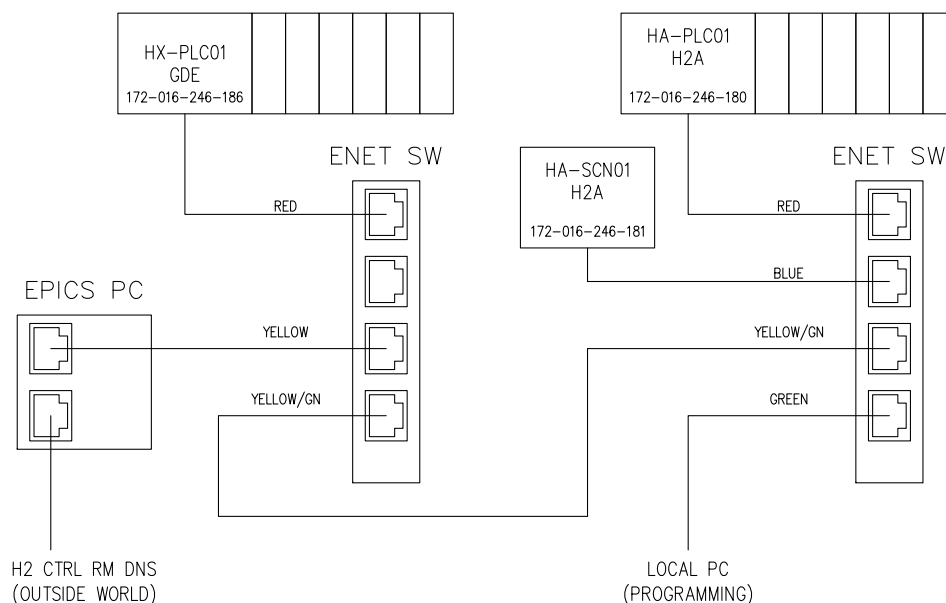 HX-PLC01
GDE
172-016-246-186
HA-PLC01
H2A
172-016-246-180
ENET SW
HA-SCN01
H2A
172-016-246-181
ENET SW
RED
RED
BLUE
EPICS PC
YELLOW
YELLOW/GN
YELLOW/GN
GREEN
H2 CTRL RM DNS
(OUTSIDE WORLD)
LOCAL PC
(PROGRAMMING)